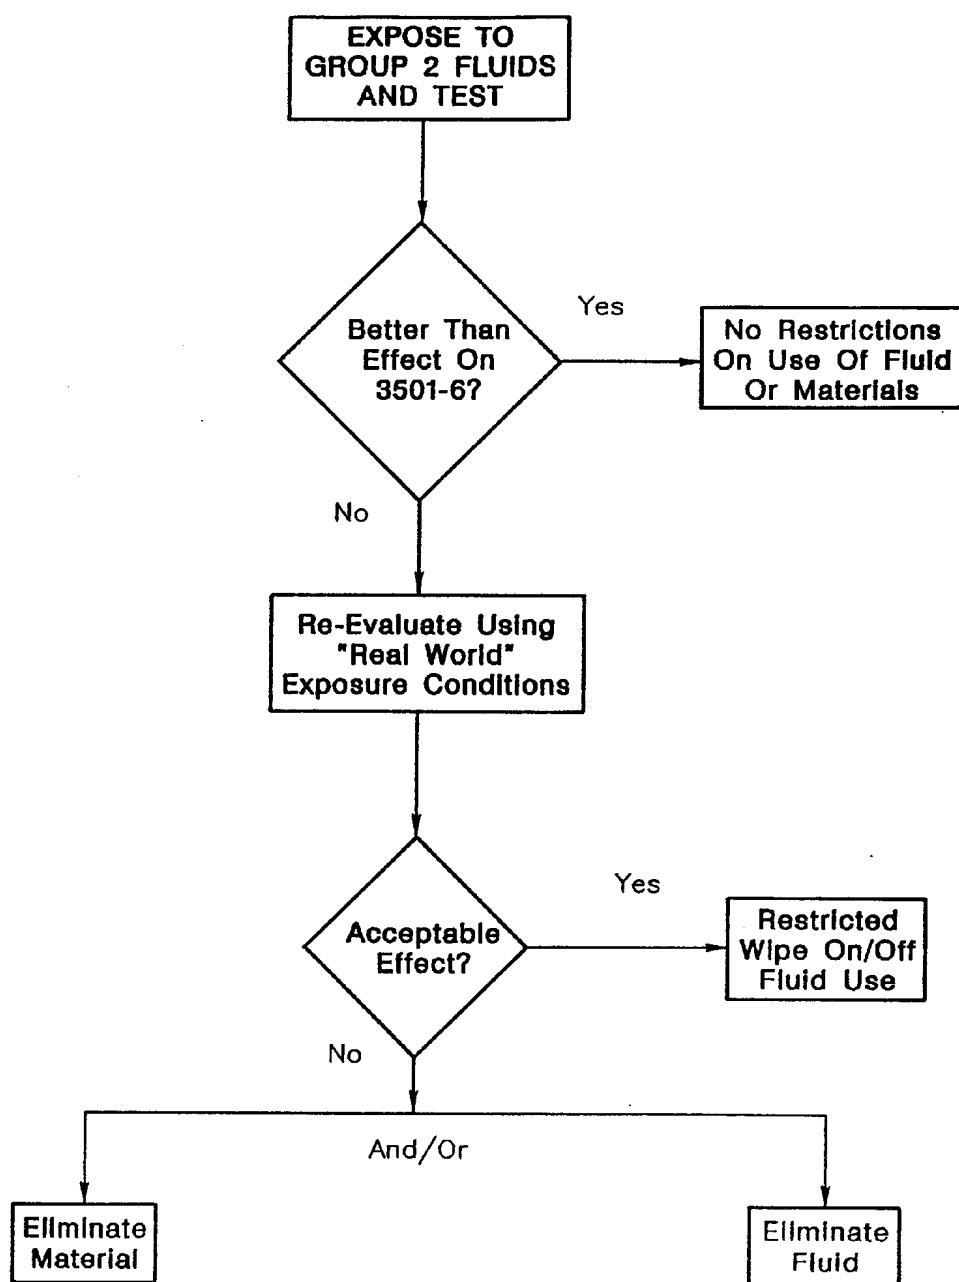 EXPOSE TO
GROUP 2 FLUIDS
AND TEST
Better Than
Effect On
3501-6?
Yes
No Restrictions
On Use Of Fluid
Or Materials
No
Re-Evaluate Using
"Real World"
Exposure Conditions
Acceptable
Effect?
Yes
Restricted
Wipe On/Off
Fluid Use
No
And/Or
Eliminate
Material
Eliminate
Fluid